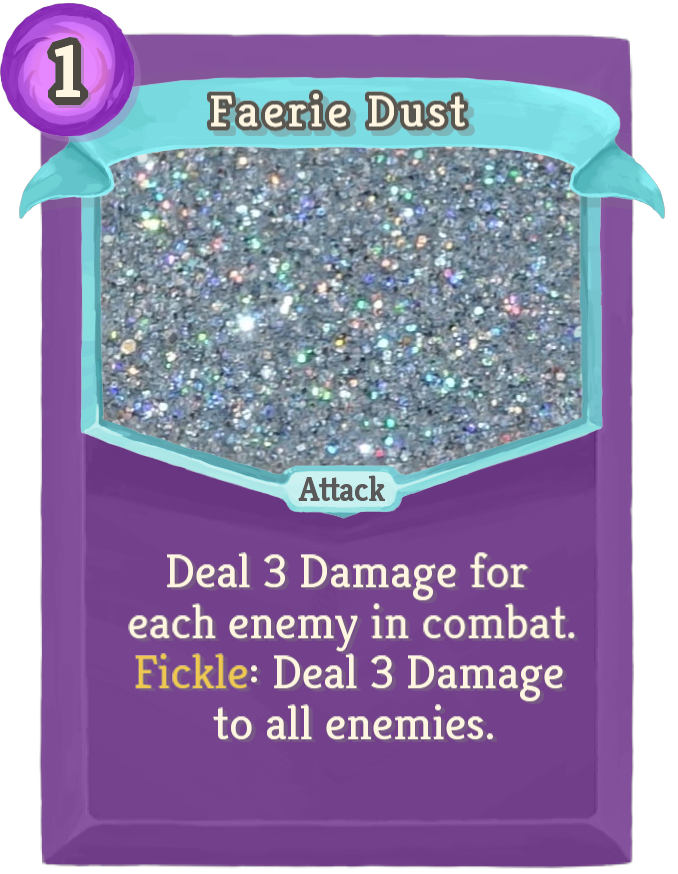 1
Faerie Dust
Attack
Deal 3 Damage for
each enemy in combat.
Fickle: Deal 3 Damage
to all enemies.